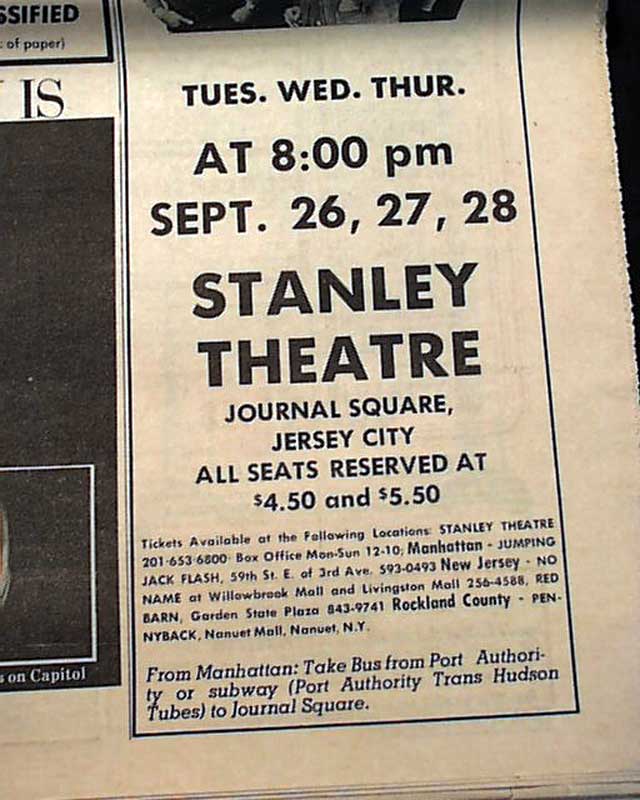 SSIFIED
of paper)
IS
TUES. WED. THUR.
AT 8:00 pm
SEPT. 26, 27, 28
STANLEY
THEATRE
JOURNAL SQUARE,
JERSEY CITY
ALL SEATS RESERVED AT
$4.50 and $5.50
Tickets Available at the Following Locations: STANLEY THEATRE
201-653-6800 Box Office Mon-Sun 12-10; Manhattan - JUMPING
JACK FLASH, 59th St. E. of 3rd Ave. 593-0493 New Jersey - NO
NAME at Willowbrook Mall and Livingston Mall 256-4588, RED
BARN, Garden State Plaza 843-9741 Rockland County - PEN-
NYBACK, Nanuet Mall, Nanuet, N.Y.
From Manhattan: Take Bus from Port Authori-
ty or subway (Port Authority Trans Hudson
Tubes) to Journal Square.
s on Capitol